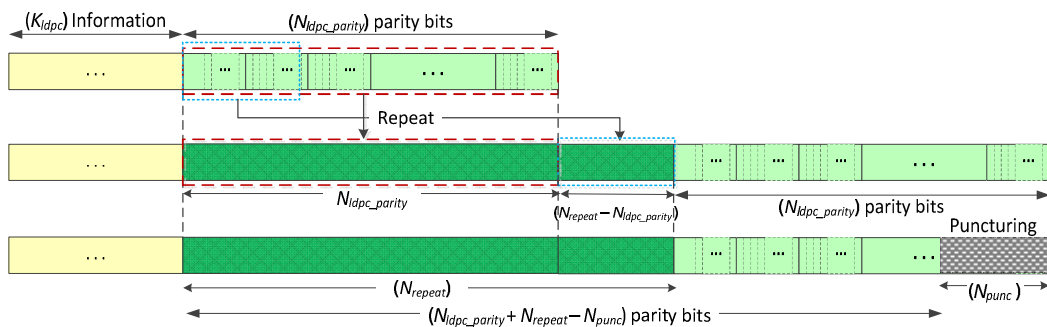 (K_ldpc) Information
(N_ldpc_parity) parity bits
... ... ... ... ... ...
Repeat
... ... ... ... ... ...
N_ldpc_parity
(N_repeat – N_ldpc_parity)
(N_ldpc_parity) parity bits
Puncturing
... ... ... ... ...
(N_repeat)
(N_punc)
(N_ldpc_parity + N_repeat – N_punc) parity bits